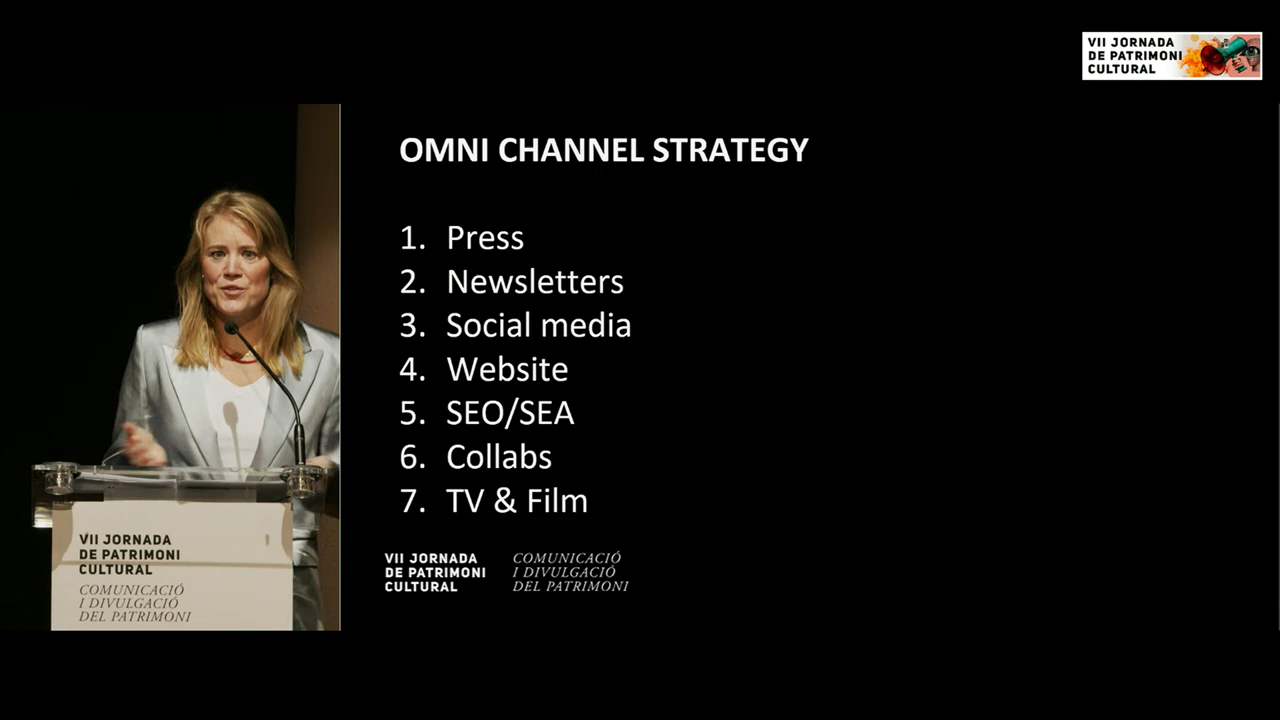 VII JORNADA
DE PATRIMONI
CULTURAL
OMNI CHANNEL STRATEGY
1. Press
2. Newsletters
3. Social media
4. Website
5. SEO/SEA
6. Collabs
7. TV & Film
VII JORNADA
DE PATRIMONI
CULTURAL
COMUNICACIÓ
I DIVULGACIÓ
DEL PATRIMONI
VII JORNADA
DE PATRIMONI
CULTURAL
COMUNICACIÓ
I DIVULGACIÓ
DEL PATRIMONI